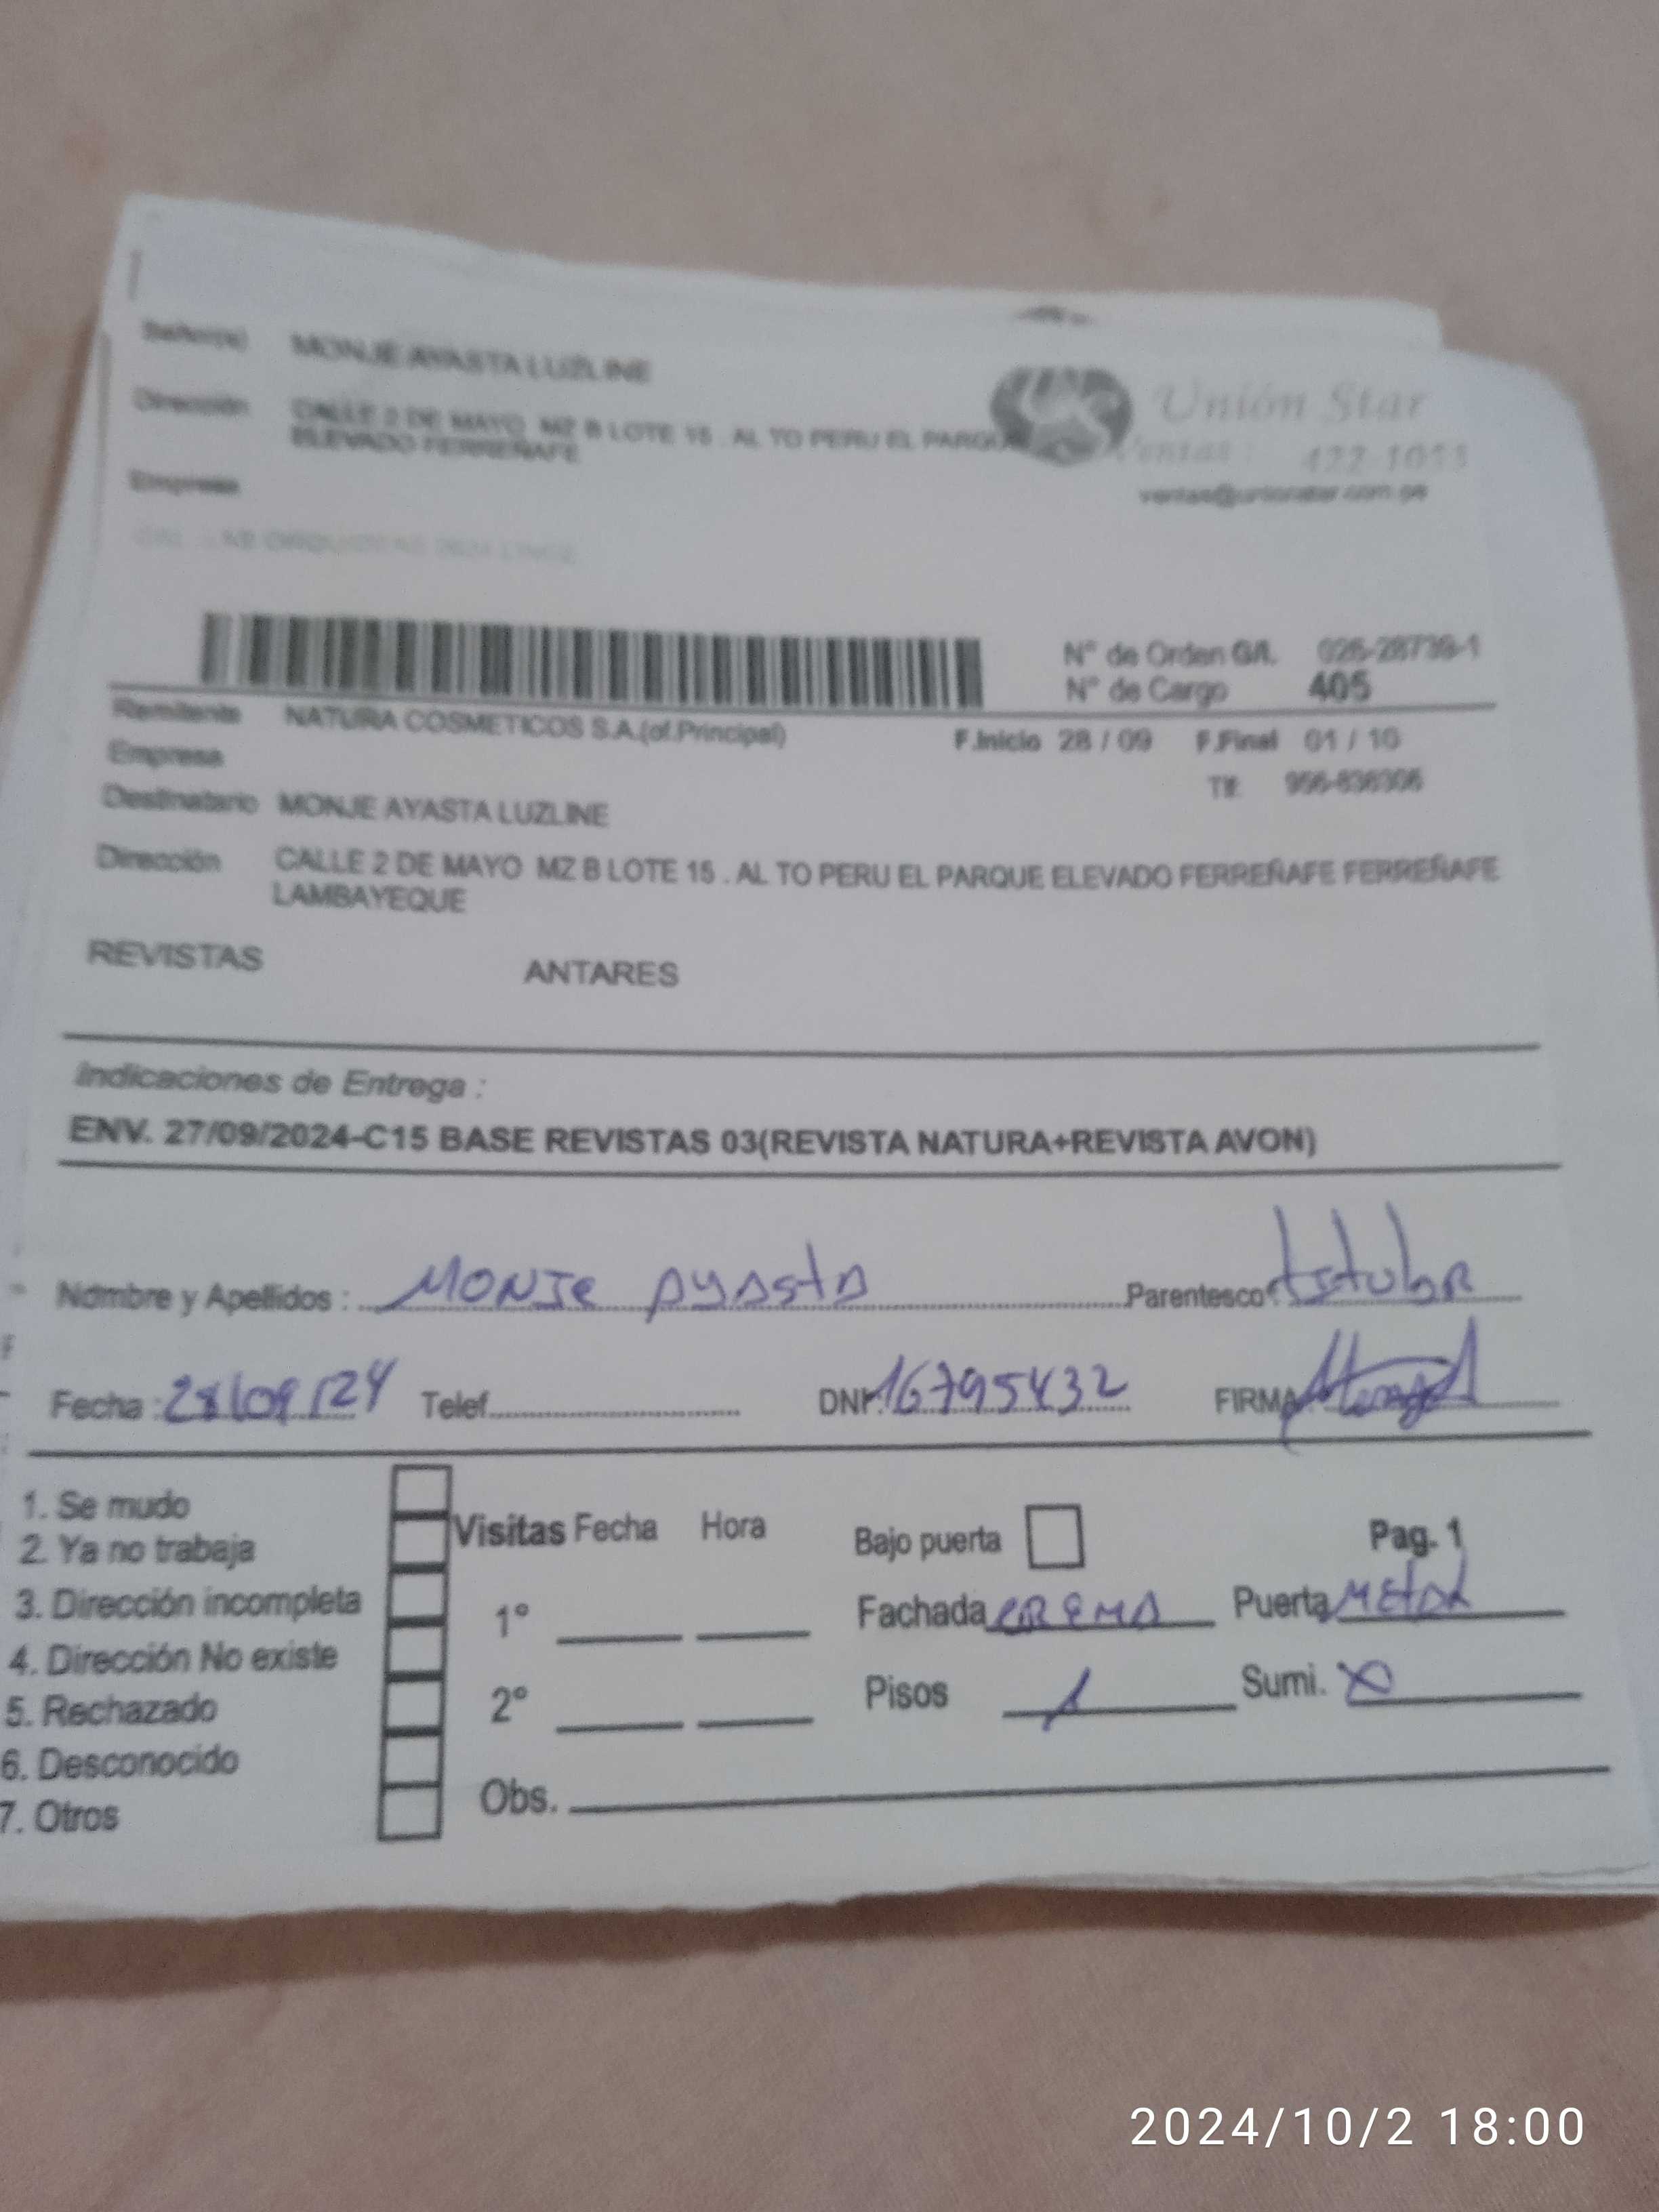 Señor(a) MONJE AYASTA LUZLINE
Dirección CALLE 2 DE MAYO MZ B LOTE 15 . AL TO PERU EL PARQUE
ELEVADO FERREÑAFE
Unión Star
Ventas : 422-1053
ventas@unionstar.com.pe
Empresa
N° de Orden G/L 026-28739-1
N° de Cargo 405
Remitente NATURA COSMETICOS S.A.(of.Principal) F.Inicio 28 / 09 F.Final 01 / 10
Empresa
Tlf:
Destinatario MONJE AYASTA LUZLINE
Dirección CALLE 2 DE MAYO MZ B LOTE 15 . AL TO PERU EL PARQUE ELEVADO FERREÑAFE FERREÑAFE
LAMBAYEQUE
REVISTAS ANTARES
Indicaciones de Entrega :
ENV. 27/09/2024-C15 BASE REVISTAS 03(REVISTA NATURA+REVISTA AVON)
Nombre y Apellidos : MONJe AYAStA Parentesco titulaR
Fecha : 28/09/24 Telef. DNI: 16795432 FIRMA
1. Se mudo
2. Ya no trabaja
3. Dirección incompleta
4. Dirección No existe
5. Rechazado
6. Desconocido
7. Otros
Visitas Fecha Hora
1°
2°
Obs.
Bajo puerta Pag. 1
Fachada CREMA Puerta MEtAL
Pisos 1 Sumi. X
2024/10/2 18:00